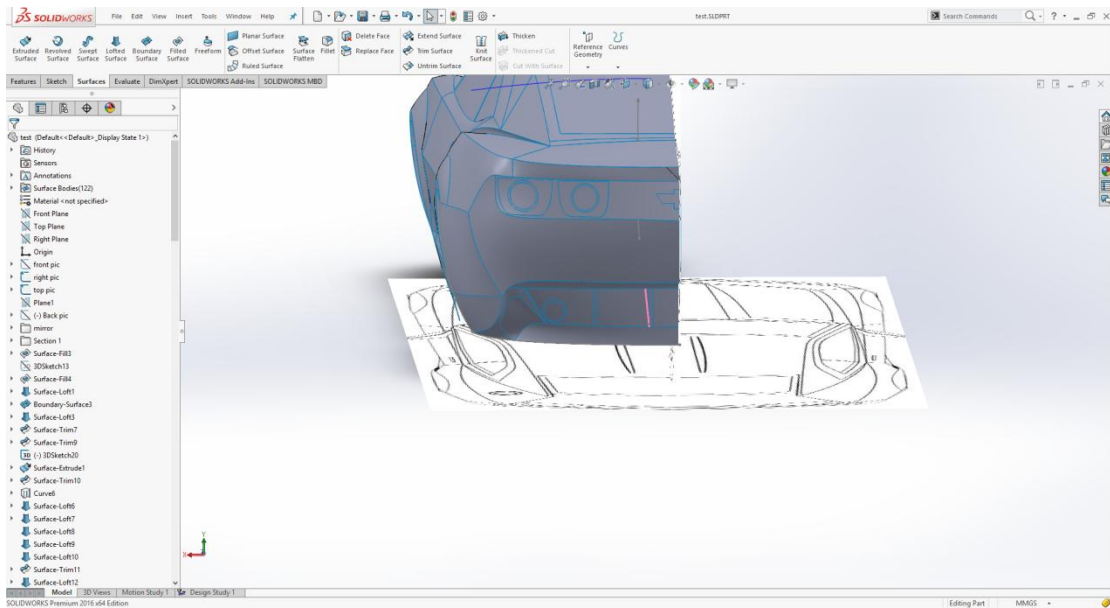 SOLIDWORKS File Edit View Insert Tools Window Help test.SLDPRT Search Commands
Extruded Surface Revolved Surface Swept Surface Lofted Surface Boundary Surface Filled Surface Freeform Planar Surface Offset Surface Ruled Surface Surface Flatten Fillet Delete Face Replace Face Extend Surface Trim Surface Untrim Surface Knit Surface Thicken Thickened Cut Cut With Surface Reference Geometry Curves
Features Sketch Surfaces Evaluate DimXpert SOLIDWORKS Add-Ins SOLIDWORKS MBD
test (Default<<Default>_Display State 1>)
History
Sensors
Annotations
Surface Bodies(122)
Material <not specified>
Front Plane
Top Plane
Right Plane
Origin
front pic
right pic
top pic
Plane1
(-) Back pic
mirror
Section 1
Surface-Fill3
3DSketch13
Surface-Fill4
Surface-Loft1
Boundary-Surface3
Surface-Loft3
Surface-Trim7
Surface-Trim9
3D (-) 3DSketch20
Surface-Extrude1
Surface-Trim10
Curve6
Surface-Loft6
Surface-Loft7
Surface-Loft8
Surface-Loft9
Surface-Loft10
Surface-Trim11
Surface-Loft12
Y
X
Model 3D Views Motion Study 1 Design Study 1
SOLIDWORKS Premium 2016 x64 Edition Editing Part MMGS